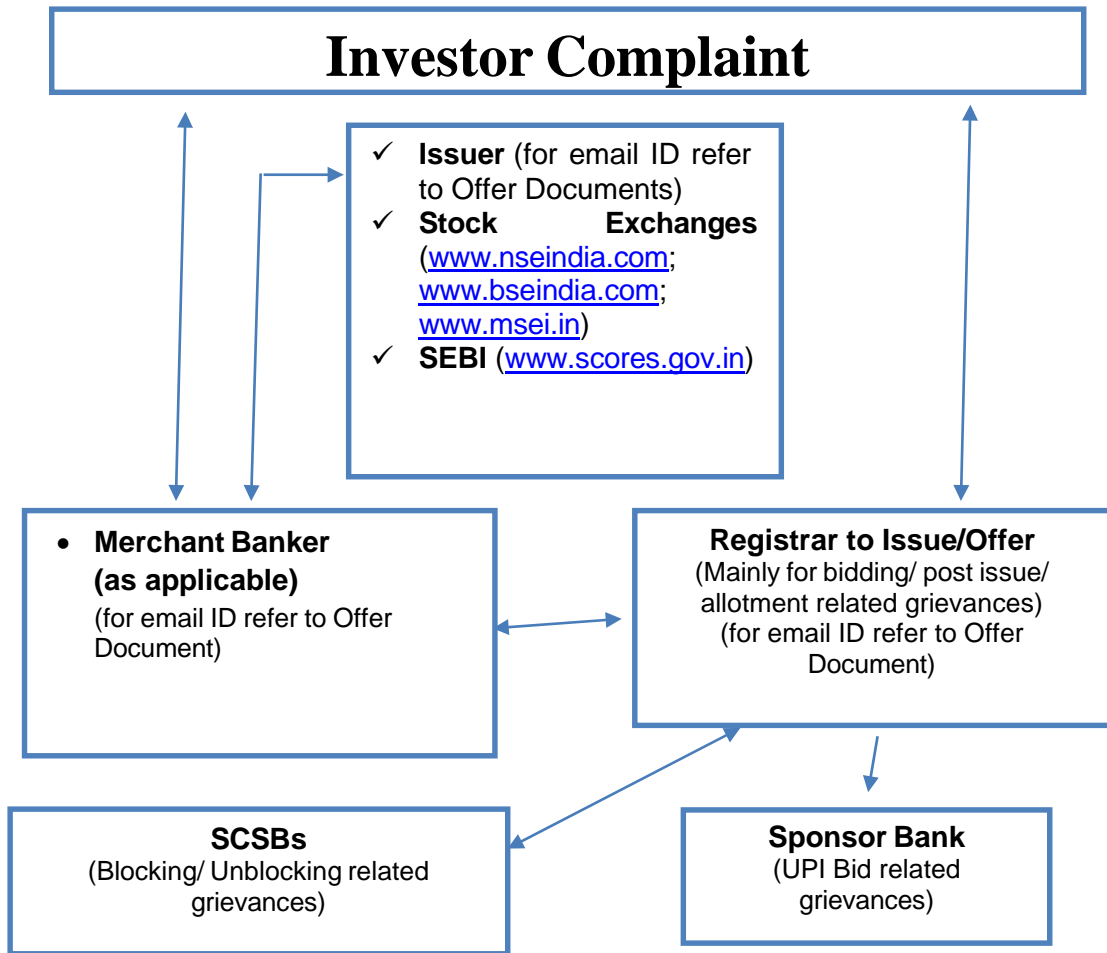 Investor Complaint
✓ Issuer (for email ID refer
to Offer Documents)
✓ Stock Exchanges
(www.nseindia.com;
www.bseindia.com;
www.msei.in)
✓ SEBI (www.scores.gov.in)
• Merchant Banker
(as applicable)
(for email ID refer to Offer
Document)
Registrar to Issue/Offer
(Mainly for bidding/ post issue/
allotment related grievances)
(for email ID refer to Offer
Document)
SCSBs
(Blocking/ Unblocking related
grievances)
Sponsor Bank
(UPI Bid related
grievances)